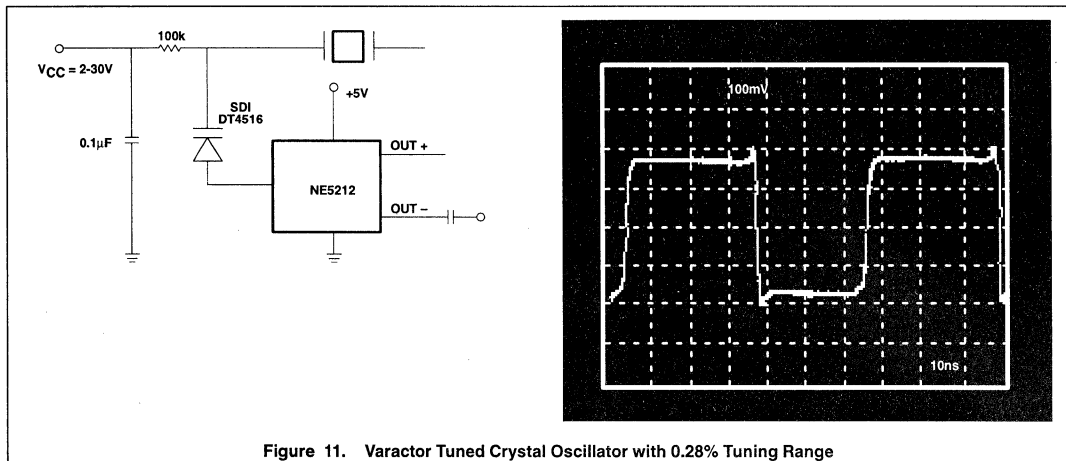 100k
VCC = 2-30V
+5V
SDI
DT4516
0.1μF
OUT +
NE5212
OUT –
100mV
10ns
Figure 11. Varactor Tuned Crystal Oscillator with 0.28% Tuning Range